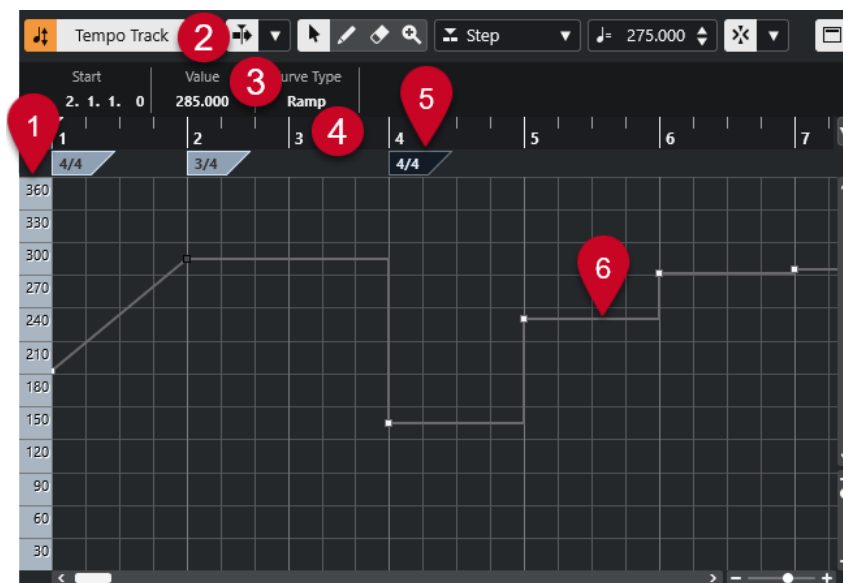 Tempo Track 2 Step 275.000
Start Value 3 urve Type
2. 1. 1. 0 285.000 Ramp
1 4 5
1 2 3 4 5 6 7
4/4 3/4 4/4
360
330
300
270 6
240
210
180
150
120
90
60
30